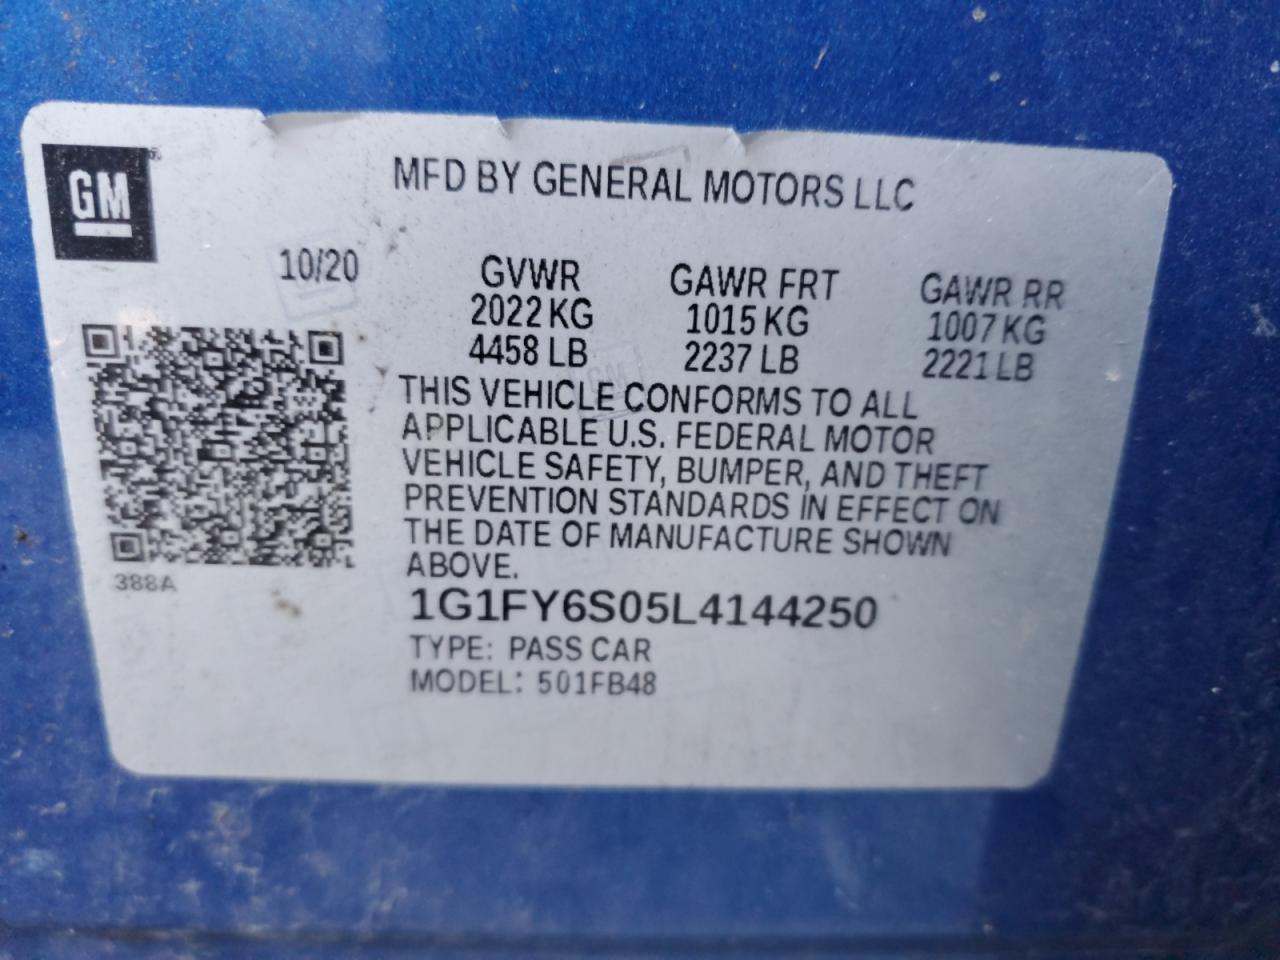 GM
MFD BY GENERAL MOTORS LLC
10/20
GVWR GAWR FRT GAWR RR
2022 KG 1015 KG 1007 KG
4458 LB 2237 LB 2221 LB
THIS VEHICLE CONFORMS TO ALL
APPLICABLE U.S. FEDERAL MOTOR
VEHICLE SAFETY, BUMPER, AND THEFT
PREVENTION STANDARDS IN EFFECT ON
THE DATE OF MANUFACTURE SHOWN
ABOVE.
388A
1G1FY6S05L4144250
TYPE: PASS CAR
MODEL: 501FB48